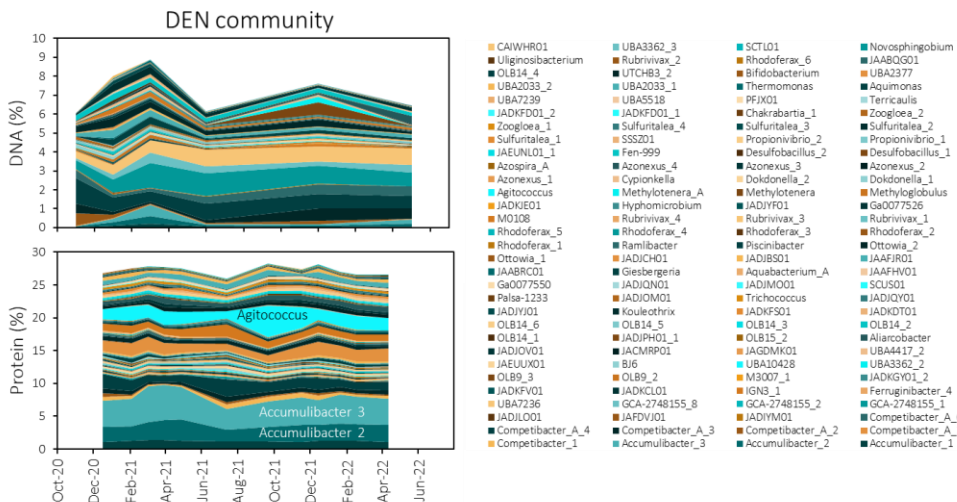 DEN community
DNA (%)
10
9
8
7
6
5
4
3
2
1
0
Protein (%)
30
25
20
15
10
5
0
Agitococcus
Accumulibacter 3
Accumulibacter 2
Oct-20 Dec-20 Feb-21 Apr-21 Jun-21 Aug-21 Oct-21 Dec-21 Feb-22 Apr-22 Jun-22
CAIWHR01 UBA3362_3 SCTL01 Novosphingobium
Uliginosibacterium Rubrivivax_2 Rhodoferax_6 JAABQG01
OLB14_4 UTCHB3_2 Bifidobacterium UBA2377
UBA2033_2 UBA2033_1 Thermomonas Aquimonas
UBA7239 UBA5518 PFJX01 Terricaulis
JADKFD01_2 JADKFD01_1 Chakrabartia_1 Zoogloea_2
Zoogloea_1 Sulfuritalea_4 Sulfuritalea_3 Sulfuritalea_2
Sulfuritalea_1 SSSZ01 Propionivibrio_2 Propionivibrio_1
JAEUNL01_1 Fen-999 Desulfobacillus_2 Desulfobacillus_1
Azospira_A Azonexus_4 Azonexus_3 Azonexus_2
Azonexus_1 Cypionkella Dokdonella_2 Dokdonella_1
Agitococcus Methylotenera_A Methylotenera Methyloglobulus
JADKJE01 Hyphomicrobium JADJYF01 Ga0077526
M0108 Rubrivivax_4 Rubrivivax_3 Rubrivivax_1
Rhodoferax_5 Rhodoferax_4 Rhodoferax_3 Rhodoferax_2
Rhodoferax_1 Ramlibacter Piscinibacter Ottowia_2
Ottowia_1 JADJCH01 JADJBS01 JAAFJR01
JAABRC01 Giesbergeria Aquabacterium_A JAAFHV01
Ga0077550 JADJQN01 JADJMO01 SCUS01
Palsa-1233 JADJOM01 Trichococcus JADJQY01
JADJYJ01 Kouleothrix JADKFS01 JADKDT01
OLB14_6 OLB14_5 OLB14_3 OLB14_2
OLB14_1 JADJPH01_1 OLB15_2 Aliarcobacter
JADJOV01 JACMRP01 JAGDMK01 UBA4417_2
JAEUUX01 BJ6 UBA10428 UBA3362_2
OLB9_3 OLB9_2 M3007_1 JADKGY01_2
JADKFV01 JADKCL01 IGN3_1 Ferruginibacter_4
UBA7236 GCA-2748155_8 GCA-2748155_2 GCA-2748155_1
JADJLO01 JAFDVJ01 JADIYM01 Competibacter_A_
Competibacter_A_4 Competibacter_A_3 Competibacter_A_2 Competibacter_A_
Competibacter_1 Accumulibacter_3 Accumulibacter_2 Accumulibacter_1